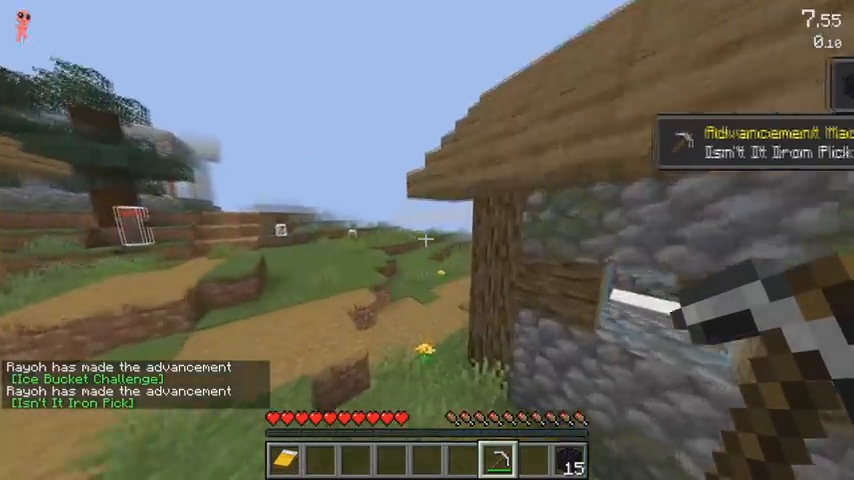 7.55
0.10
Advancement Mad
Isn't It Iron Pick
Rayoh has made the advancement
[Ice Bucket Challenge]
Rayoh has made the advancement
[Isn't It Iron Pick]
15